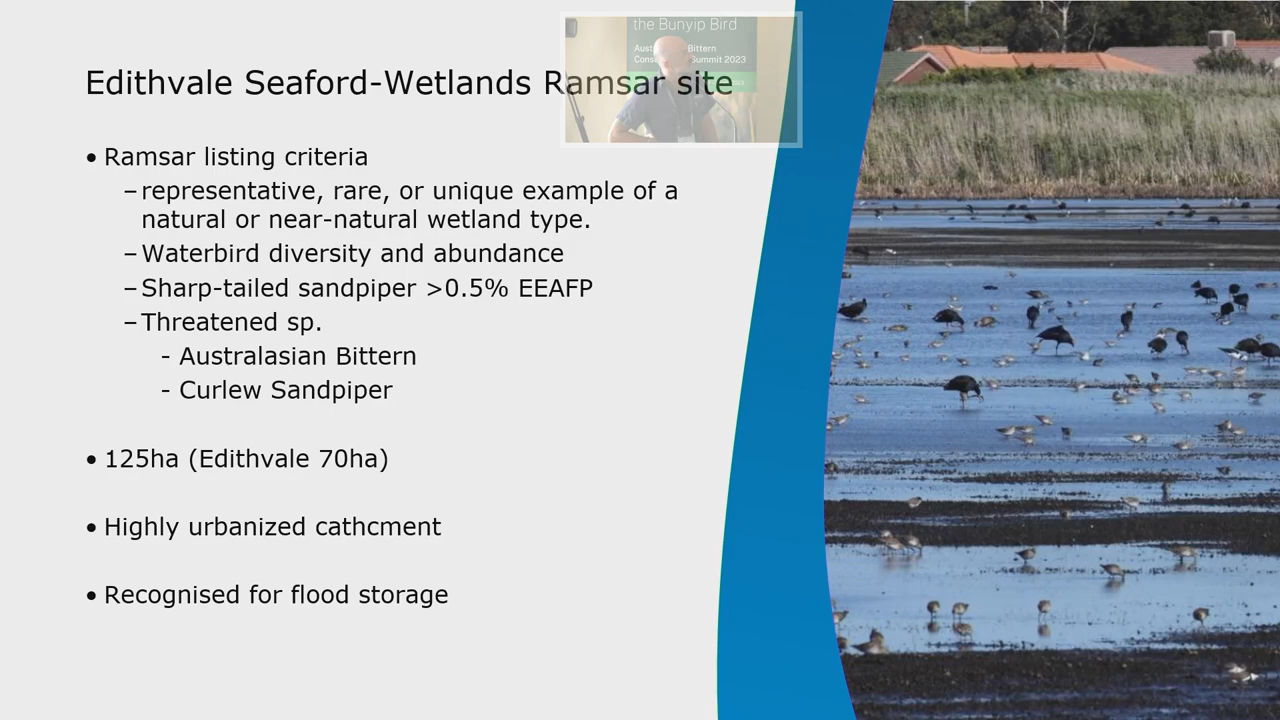 the Bunyip Bird
Bittern
Summit 2023
Edithvale Seaford-Wetlands Ramsar site
• Ramsar listing criteria
– representative, rare, or unique example of a
natural or near-natural wetland type.
– Waterbird diversity and abundance
– Sharp-tailed sandpiper >0.5% EEAFP
– Threatened sp.
- Australasian Bittern
- Curlew Sandpiper
• 125ha (Edithvale 70ha)
• Highly urbanized cathcment
• Recognised for flood storage